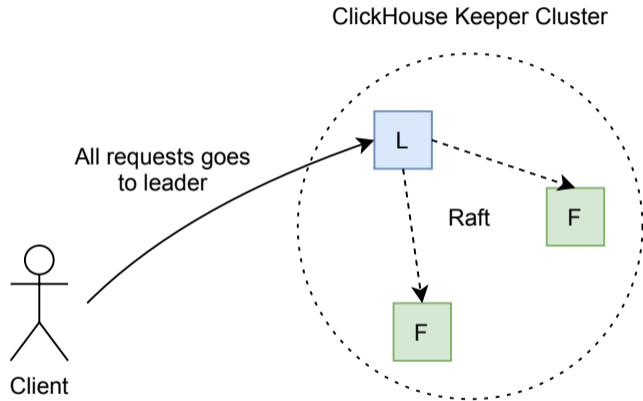 ClickHouse Keeper Cluster
L
All requests goes
to leader
Raft
F
F
Client